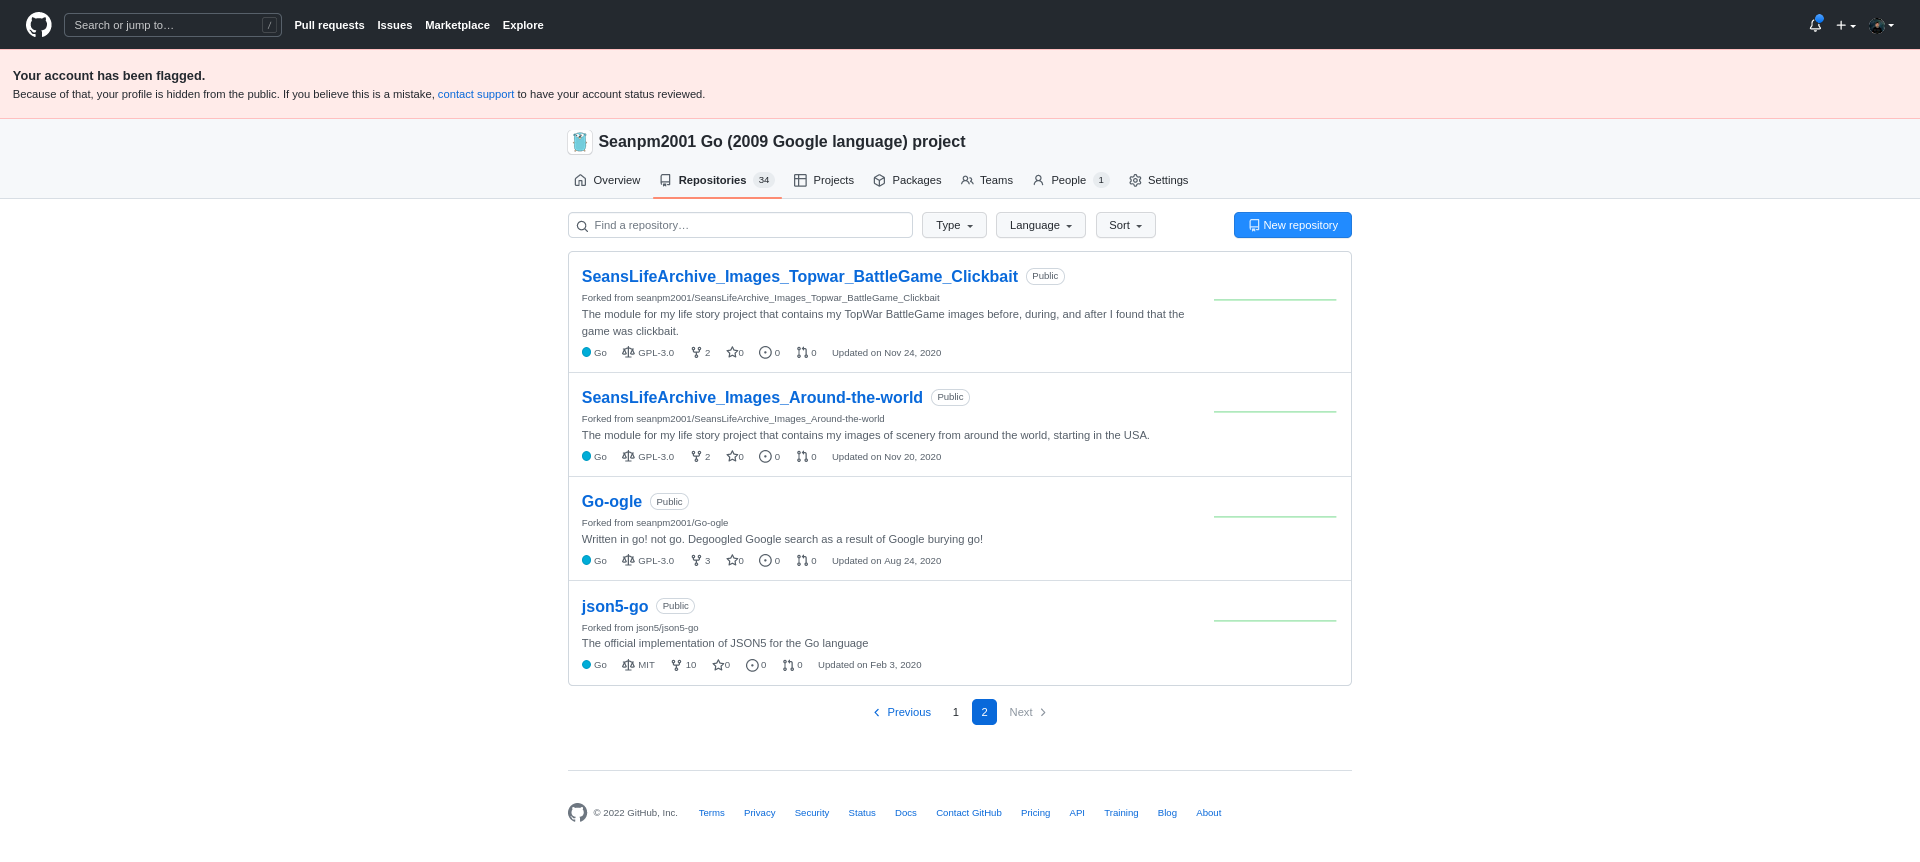 Search or jump to… / Pull requests Issues Marketplace Explore
Your account has been flagged.
Because of that, your profile is hidden from the public. If you believe this is a mistake, contact support to have your account status reviewed.
Seanpm2001 Go (2009 Google language) project
Overview Repositories 34 Projects Packages Teams People 1 Settings
Find a repository… Type Language Sort New repository
SeansLifeArchive_Images_Topwar_BattleGame_Clickbait Public
Forked from seanpm2001/SeansLifeArchive_Images_Topwar_BattleGame_Clickbait
The module for my life story project that contains my TopWar BattleGame images before, during, and after I found that the
game was clickbait.
Go GPL-3.0 2 0 0 0 Updated on Nov 24, 2020
SeansLifeArchive_Images_Around-the-world Public
Forked from seanpm2001/SeansLifeArchive_Images_Around-the-world
The module for my life story project that contains my images of scenery from around the world, starting in the USA.
Go GPL-3.0 2 0 0 0 Updated on Nov 20, 2020
Go-ogle Public
Forked from seanpm2001/Go-ogle
Written in go! not go. Degoogled Google search as a result of Google burying go!
Go GPL-3.0 3 0 0 0 Updated on Aug 24, 2020
json5-go Public
Forked from json5/json5-go
The official implementation of JSON5 for the Go language
Go MIT 10 0 0 0 Updated on Feb 3, 2020
Previous 1 2 Next
© 2022 GitHub, Inc. Terms Privacy Security Status Docs Contact GitHub Pricing API Training Blog About